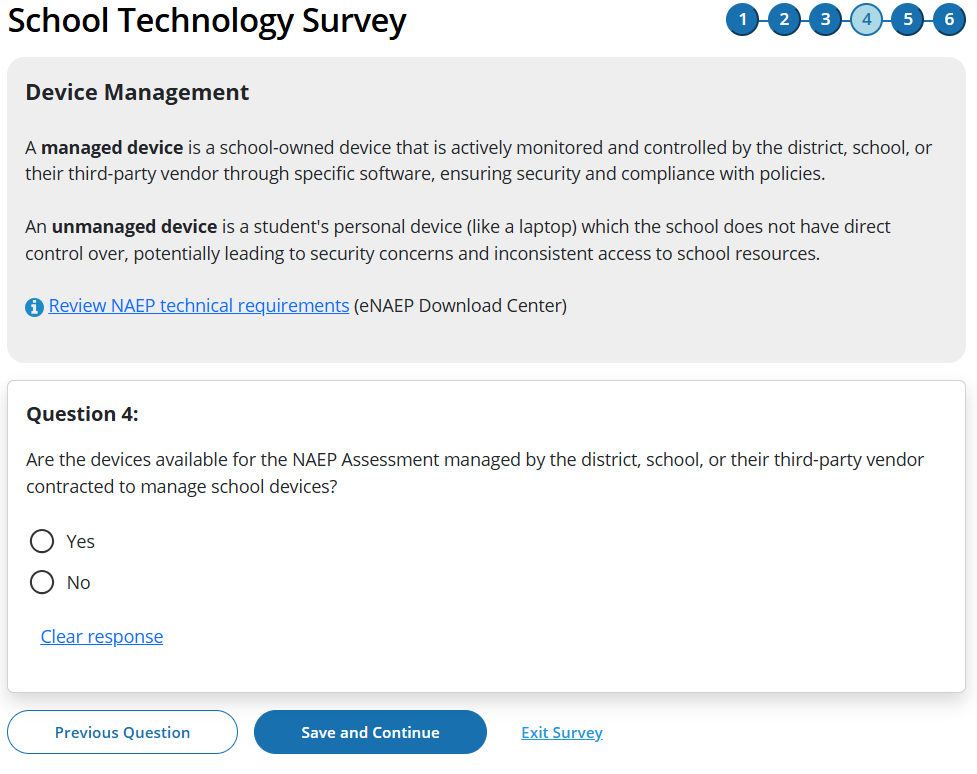 School Technology Survey
1 2 3 4 5 6
Device Management
A managed device is a school-owned device that is actively monitored and controlled by the district, school, or
their third-party vendor through specific software, ensuring security and compliance with policies.
An unmanaged device is a student's personal device (like a laptop) which the school does not have direct
control over, potentially leading to security concerns and inconsistent access to school resources.
Review NAEP technical requirements (eNAEP Download Center)
Question 4:
Are the devices available for the NAEP Assessment managed by the district, school, or their third-party vendor
contracted to manage school devices?
Yes
No
Clear response
Previous Question Save and Continue Exit Survey